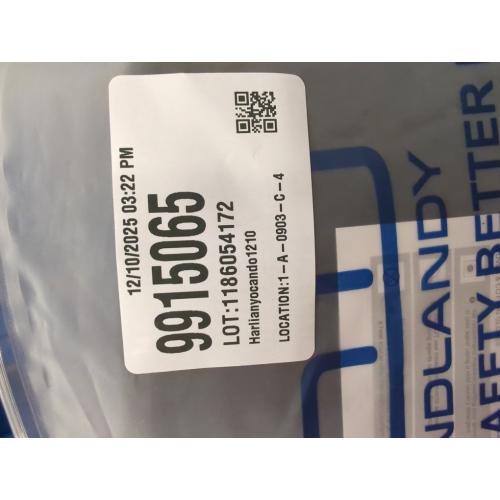 12/10/2025 03:22 PM
9915065
LOT:1186054172
Harlianyocando1210
LOCATION:1-A-0903-C-4
NDLANDY
AFETY BETTER